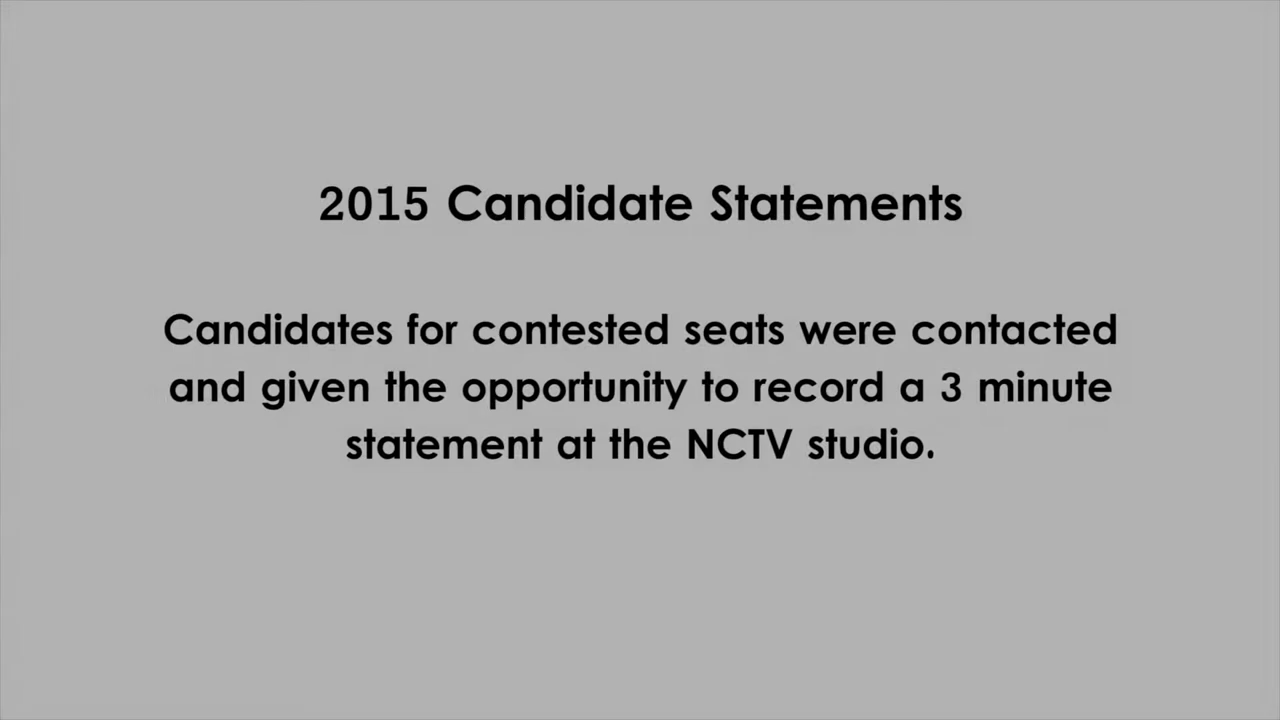 2015 Candidate Statements
Candidates for contested seats were contacted
and given the opportunity to record a 3 minute
statement at the NCTV studio.